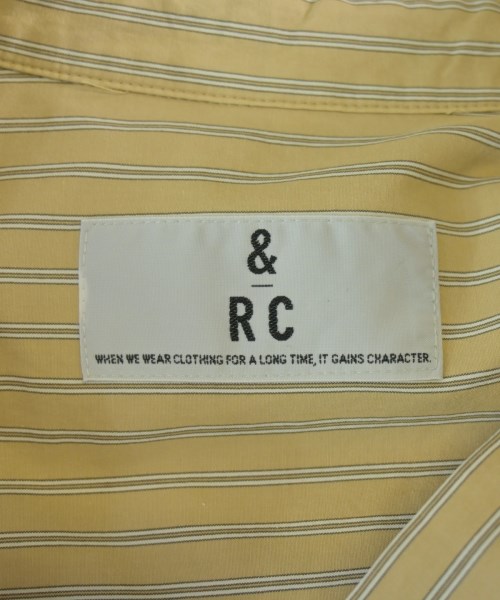 &
RC
WHEN WE WEAR CLOTHING FOR A LONG TIME, IT GAINS CHARACTER.